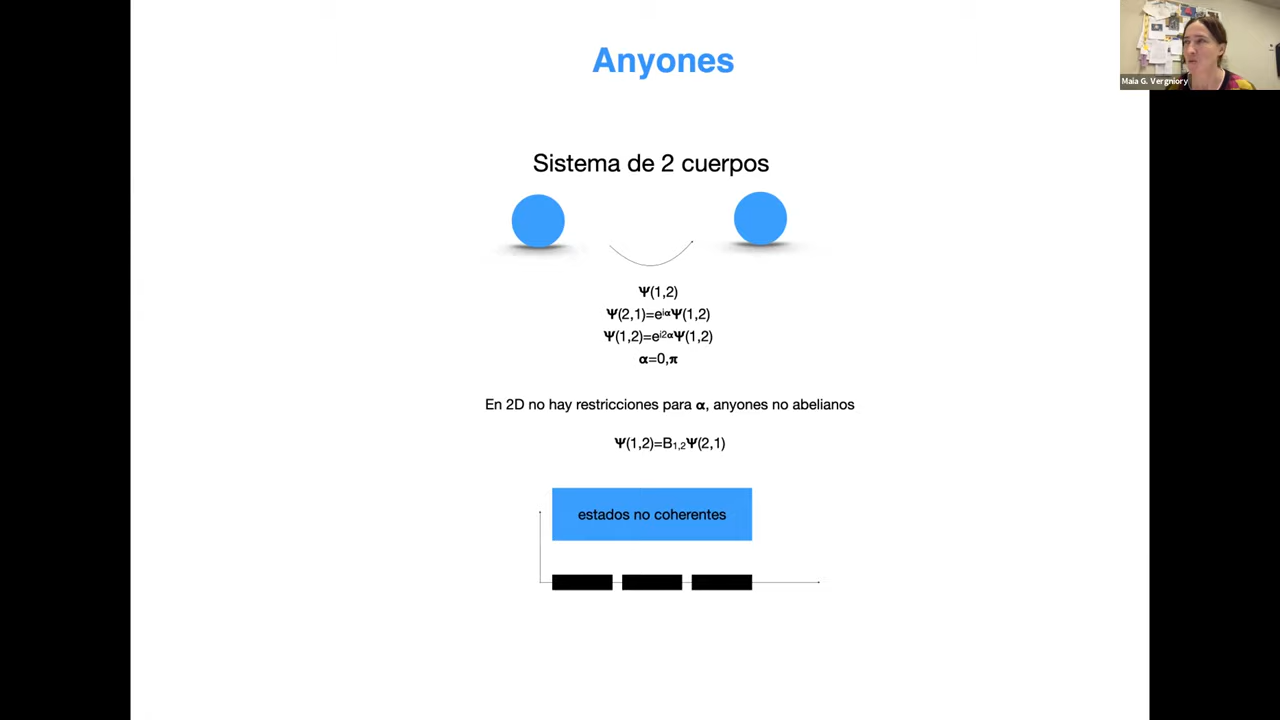 Anyones
Maia G. Vergniory
Sistema de 2 cuerpos
Ψ(1,2)
Ψ(2,1)=e^{iα}Ψ(1,2)
Ψ(1,2)=e^{i2α}Ψ(1,2)
α=0,π
En 2D no hay restricciones para α, anyones no abelianos
Ψ(1,2)=B₁,₂Ψ(2,1)
estados no coherentes